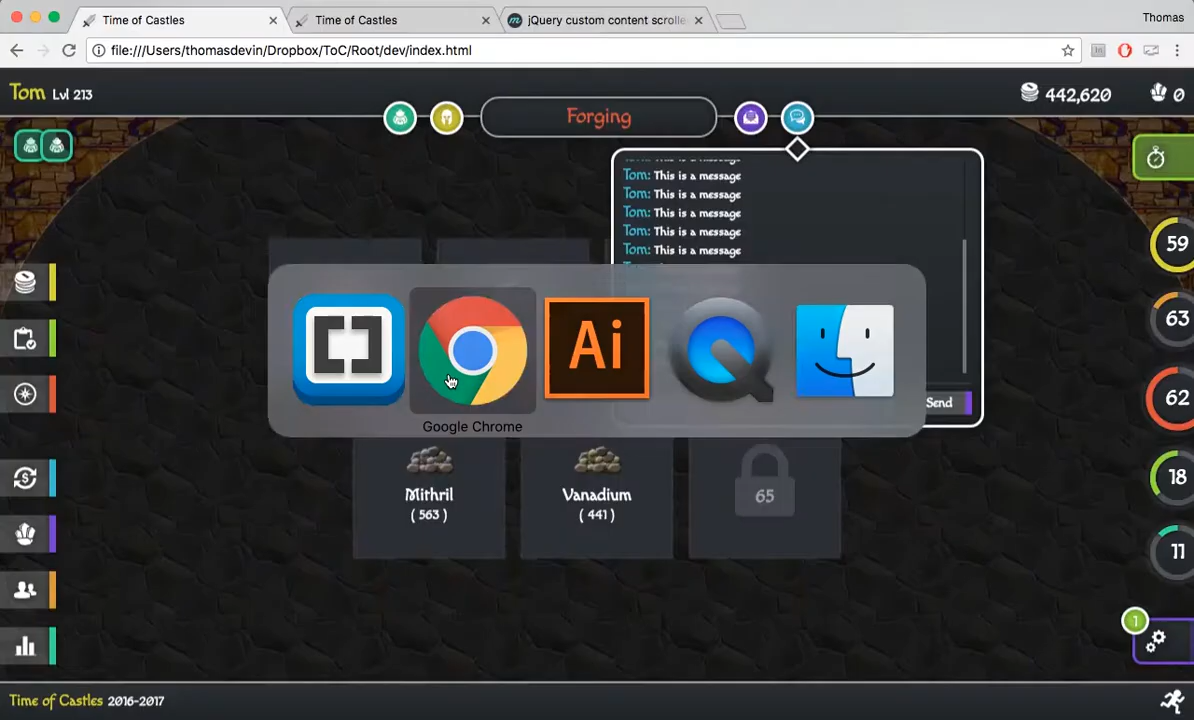 Time of Castles
Time of Castles
jQuery custom content scrolle
Thomas
file:///Users/thomasdevin/Dropbox/ToC/Root/dev/index.html
Tom Lvl 213
Forging
442,620
0
Tom: This is a message
Tom: This is a message
Tom: This is a message
Tom: This is a message
Tom: This is a message
59
63
62
18
11
Ai
Google Chrome
Send
Mithril
( 563 )
Vanadium
( 441 )
65
1
Time of Castles 2016-2017